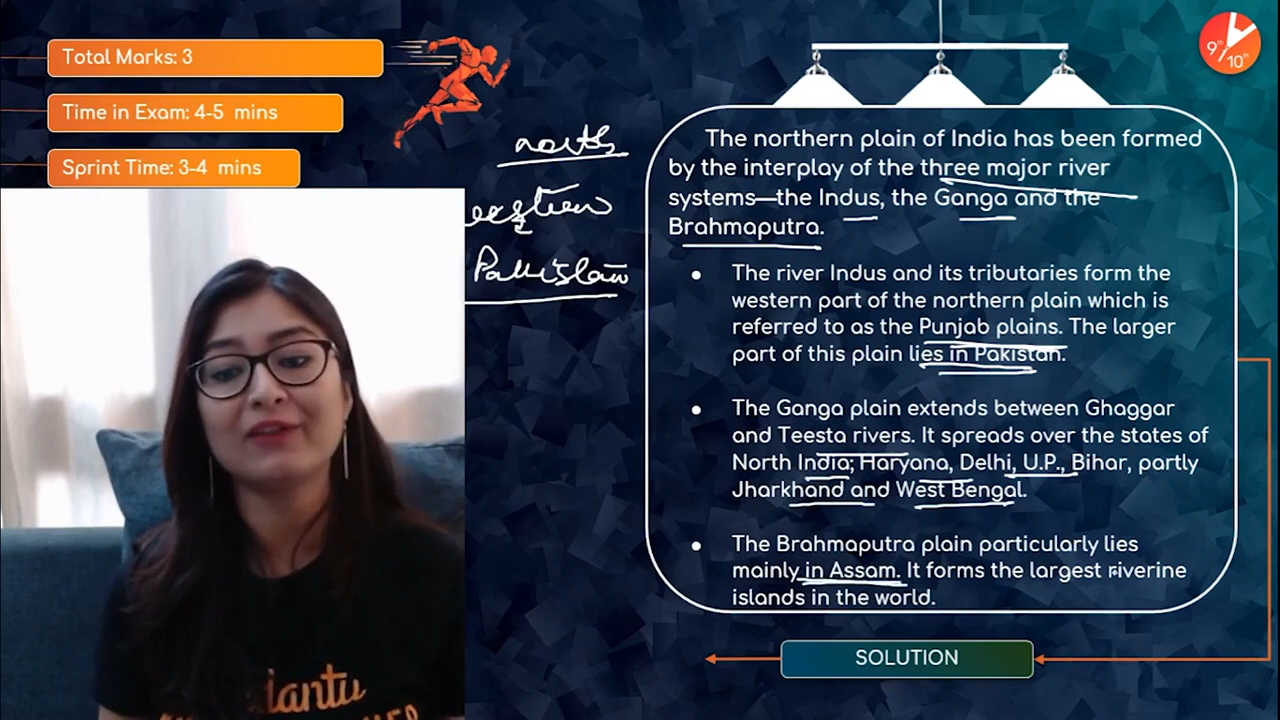 Total Marks: 3
Time in Exam: 4-5 mins
Sprint Time: 3-4 mins
9th
10th
north
western
Pakistan
The northern plain of India has been formed
by the interplay of the three major river
systems—the Indus, the Ganga and the
Brahmaputra.
• The river Indus and its tributaries form the
western part of the northern plain which is
referred to as the Punjab plains. The larger
part of this plain lies in Pakistan.
• The Ganga plain extends between Ghaggar
and Teesta rivers. It spreads over the states of
North India; Haryana, Delhi, U.P., Bihar, partly
Jharkhand and West Bengal.
• The Brahmaputra plain particularly lies
mainly in Assam. It forms the largest riverine
islands in the world.
SOLUTION